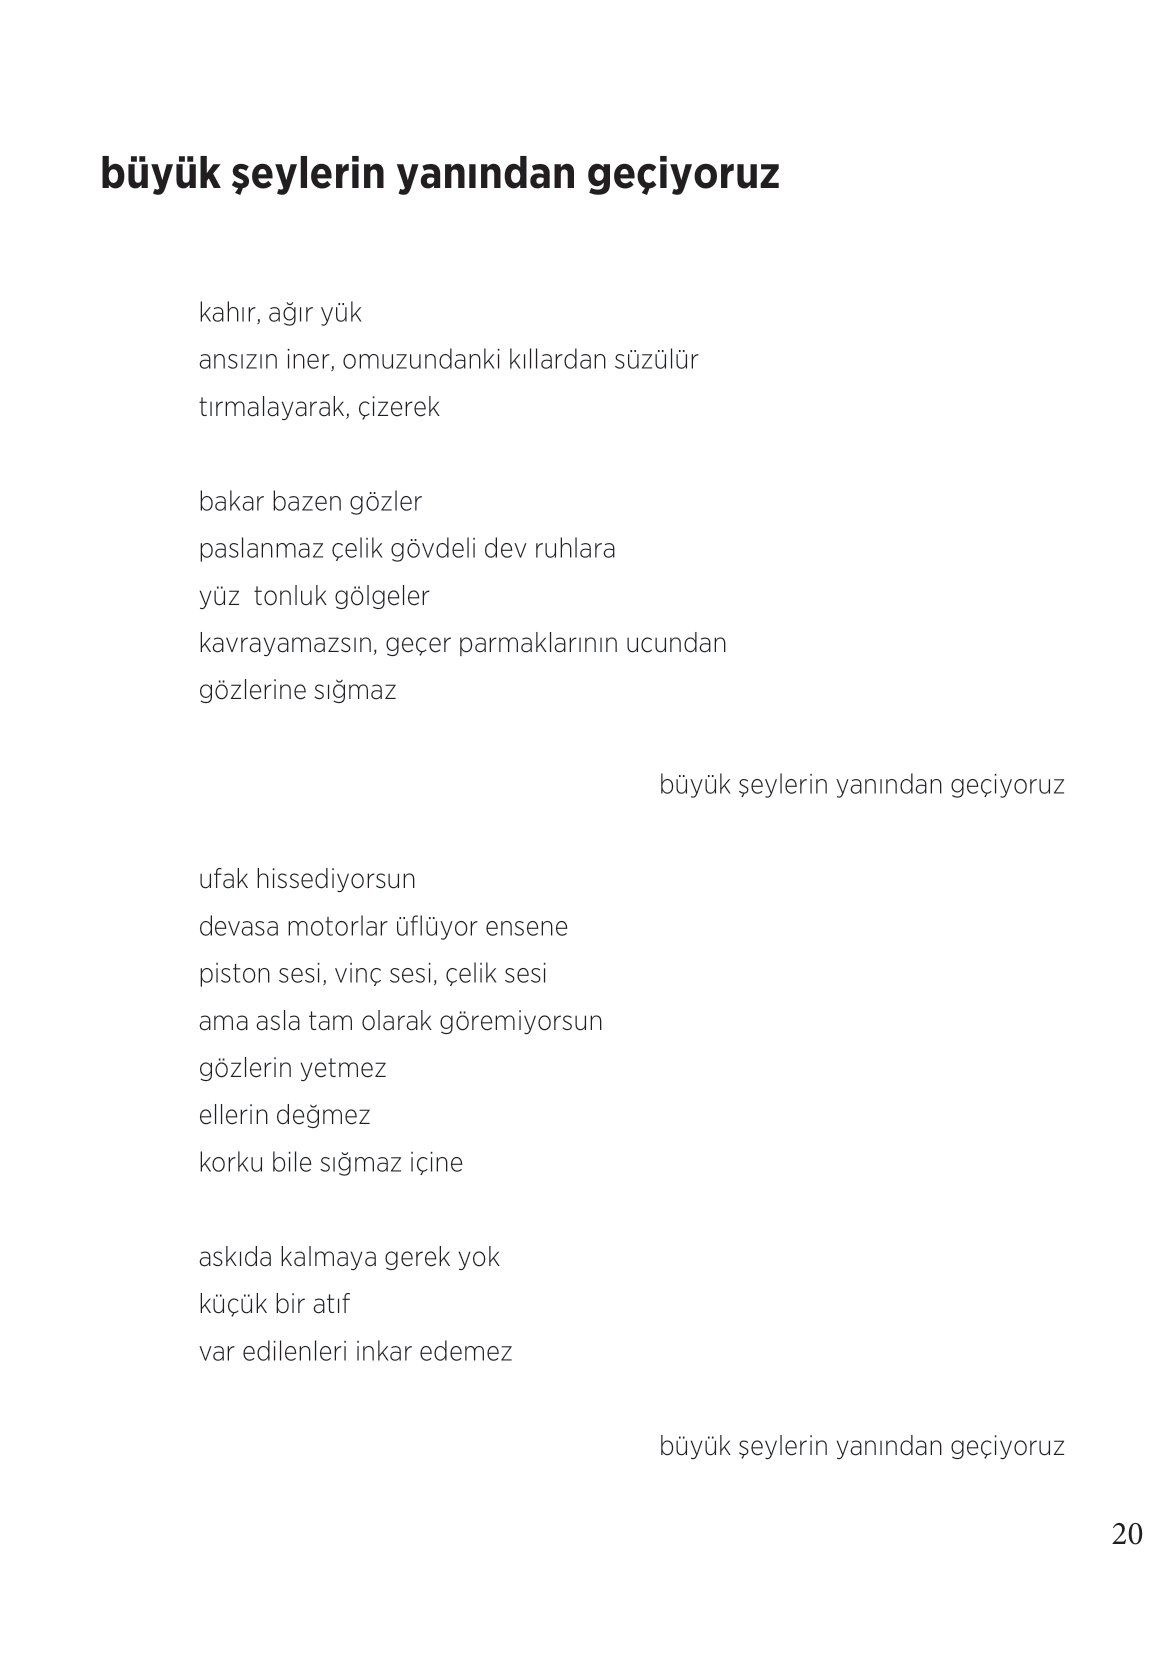 büyük şeylerin yanından geçiyoruz
kahır, ağır yük
ansızın iner, omuzundanki kıllardan süzülür
tırmalayarak, çizerek
bakar bazen gözler
paslanmaz çelik gövdeli dev ruhlara
yüz  tonluk gölgeler
kavrayamazsın, geçer parmaklarının ucundan
gözlerine sığmaz
büyük şeylerin yanından geçiyoruz
ufak hissediyorsun
devasa motorlar üflüyor ensene
piston sesi, vinç sesi, çelik sesi
ama asla tam olarak göremiyorsun
gözlerin yetmez
ellerin değmez
korku bile sığmaz içine
askıda kalmaya gerek yok
küçük bir atıf
var edilenleri inkar edemez
büyük şeylerin yanından geçiyoruz
20